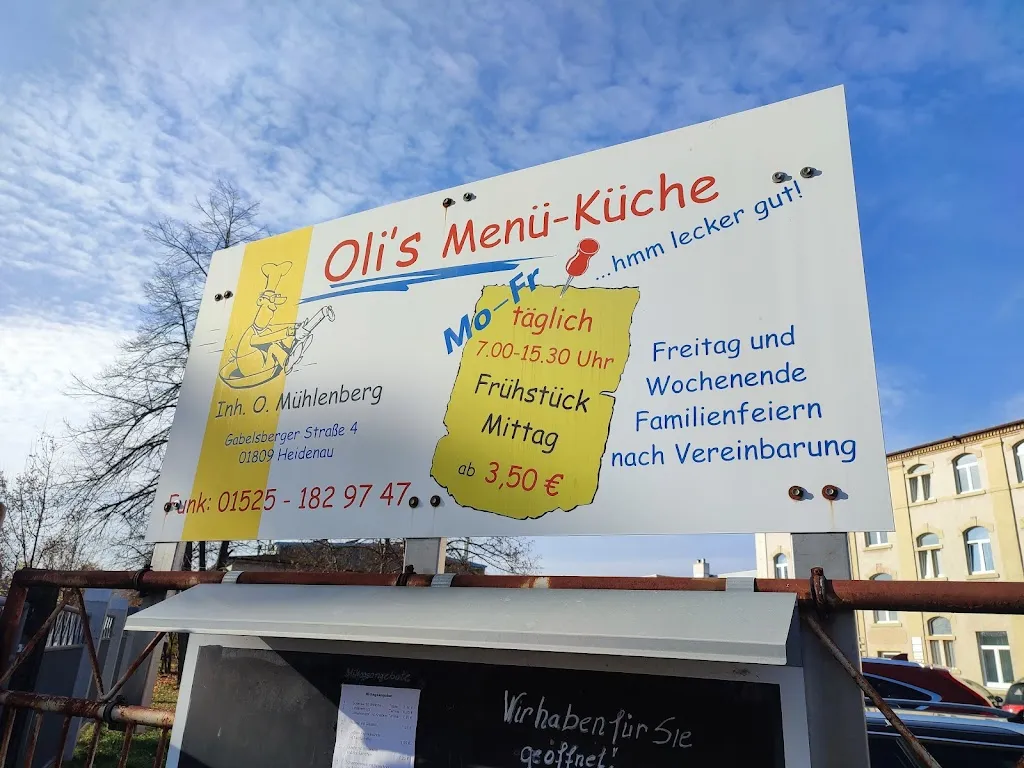 Oli's Menü-Küche
...hmm lecker gut!
Mo-Fr
täglich
7.00-15.30 Uhr
Frühstück
Mittag
ab 3,50 €
Freitag und
Wochenende
Familienfeiern
nach Vereinbarung
Inh. O. Mühlenberg
Gabelsberger Straße 4
01809 Heidenau
Funk: 01525 - 182 97 47
Wir haben für Sie
geöffnet!